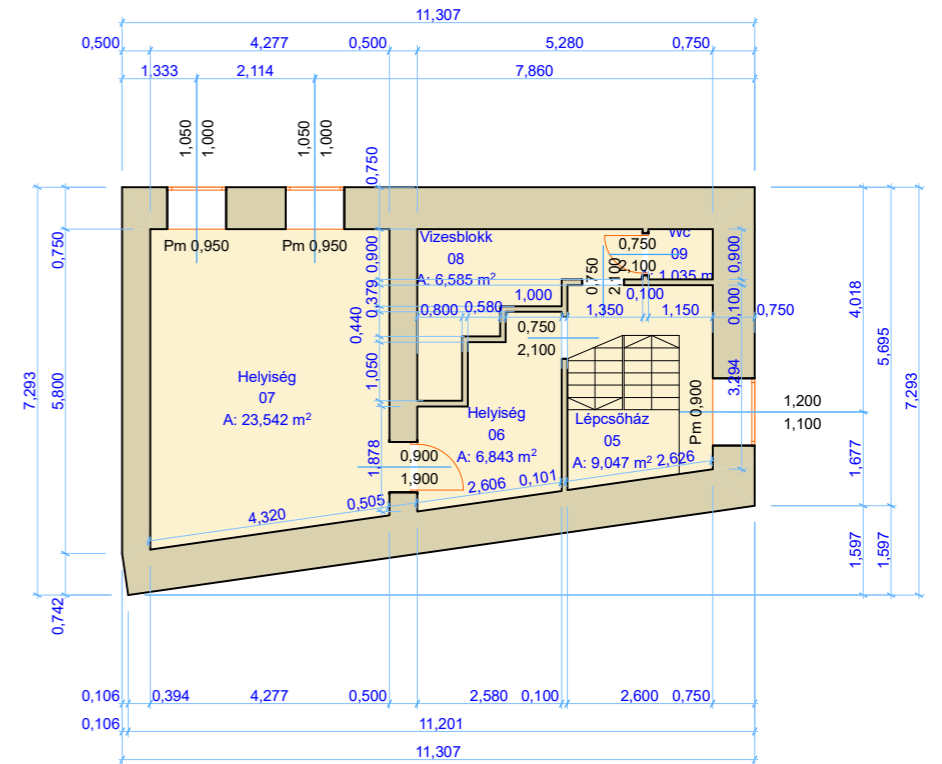 11,307
0,500 4,277 0,500 5,280 0,750
1,333 2,114 7,860
1,050
1,000
1,050
1,000
0,750
Pm 0,950
Pm 0,950
0,900
0,379
0,440
1,050
1,878
Vizesblokk
08
A: 6,585 m²
0,750
2,100
Wc
09
1,035 m
0,750
2,100
0,900
0,100
0,800 0,580 1,000
0,100
1,350 1,150 0,750
0,750
2,100
3,294
Helyiség
07
A: 23,542 m²
Helyiség
06
A: 6,843 m²
Lépcsőház
05
A: 9,047 m²
Pm 0,900
1,200
1,100
0,900
1,900
4,320 0,505 2,606 0,101 2,626
7,293
0,750
5,800
0,742
4,018
1,677
1,597
5,695
1,597
7,293
0,106 0,394 4,277 0,500 2,580 0,100 2,600 0,750
0,106 11,201
11,307